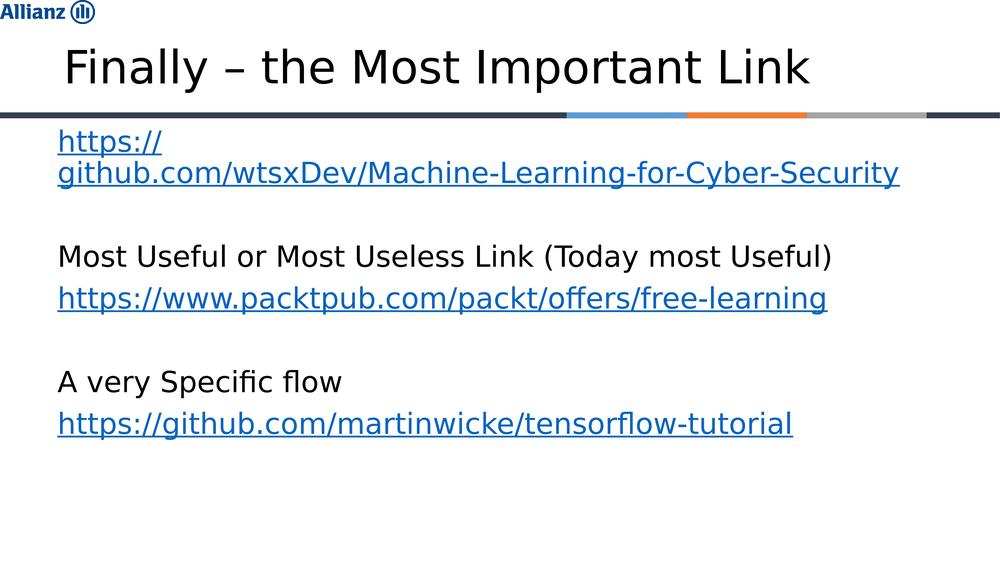 Allianz
Finally – the Most Important Link
https://
github.com/wtsxDev/Machine-Learning-for-Cyber-Security
Most Useful or Most Useless Link (Today most Useful)
https://www.packtpub.com/packt/offers/free-learning
A very Specific flow
https://github.com/martinwicke/tensorflow-tutorial